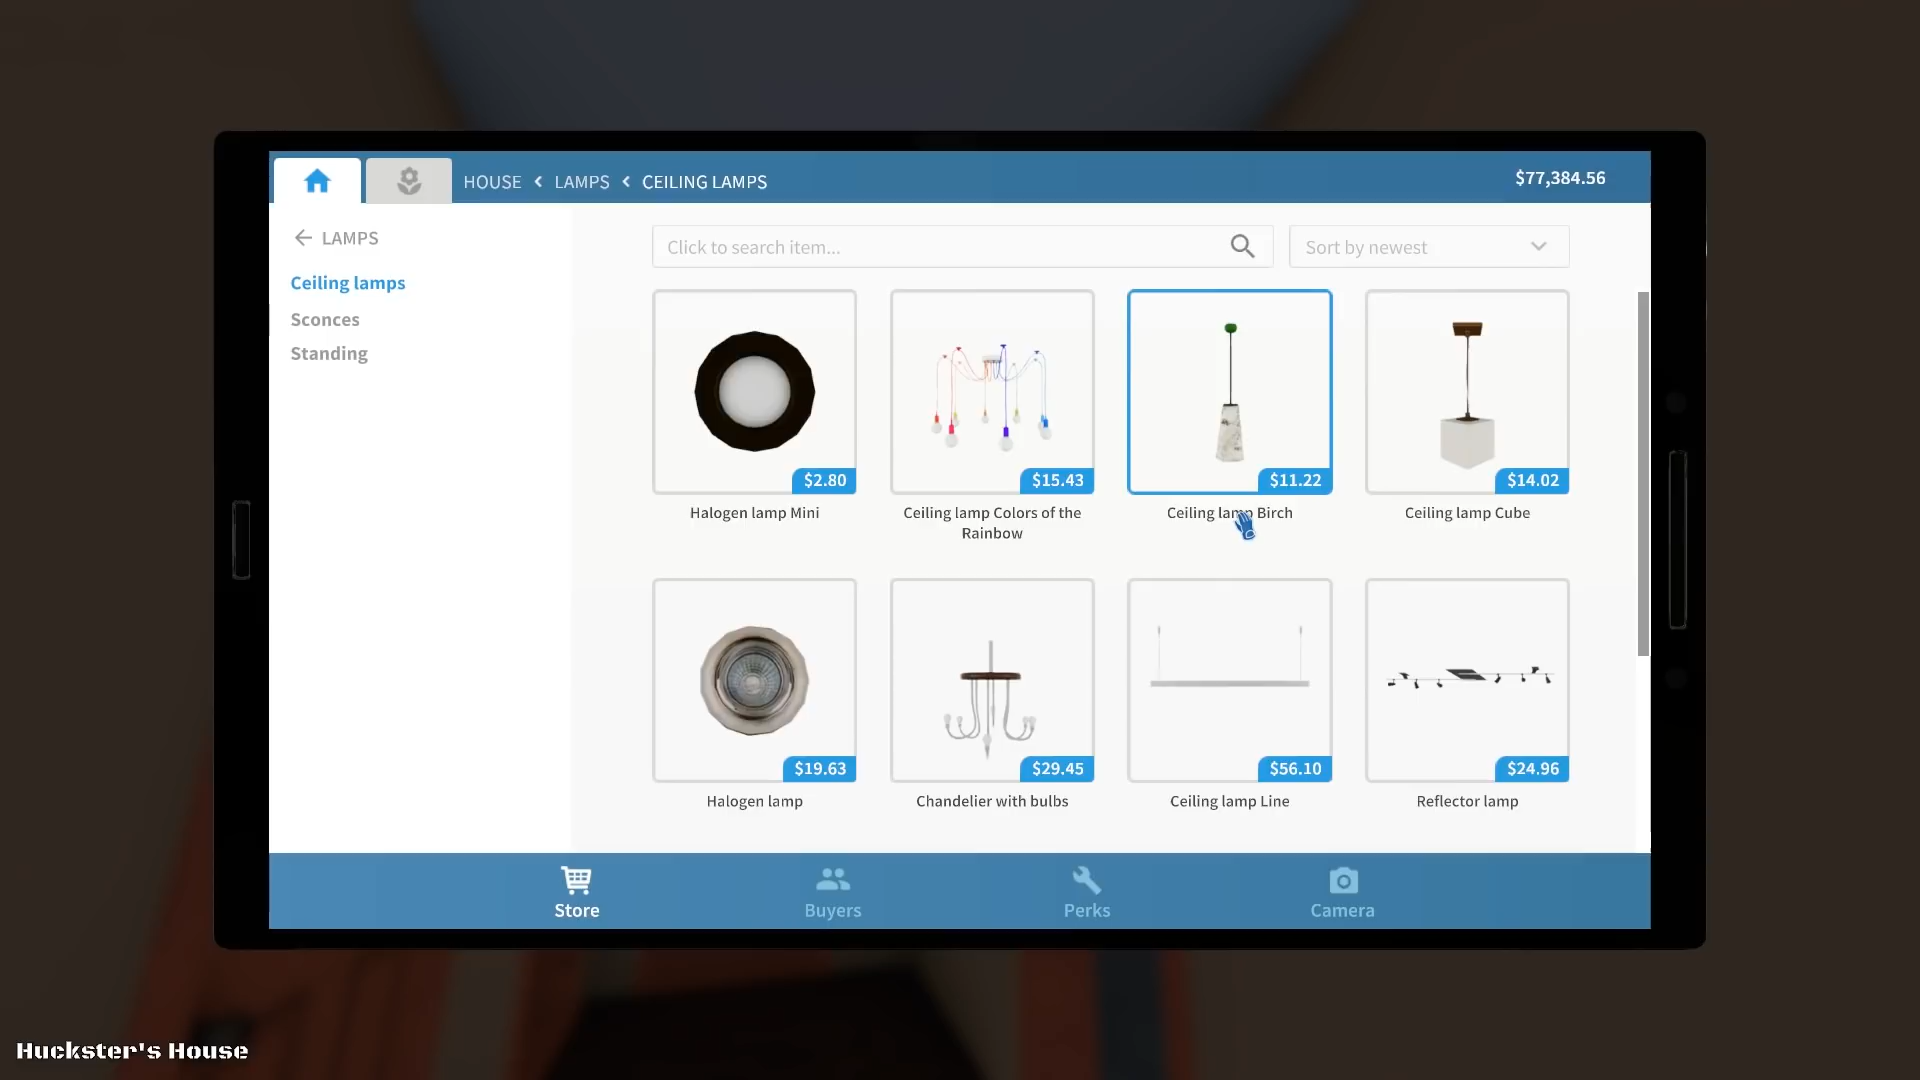 HOUSE
LAMPS
CEILING LAMPS
$77,384.56
LAMPS
Ceiling lamps
Sconces
Standing
Click to search item...
Sort by newest
$2.80
$15.43
$11.22
$14.02
Halogen lamp Mini
Ceiling lamp Colors of the
Rainbow
Ceiling lamp Birch
Ceiling lamp Cube
$19.63
$29.45
$56.10
$24.96
Halogen lamp
Chandelier with bulbs
Ceiling lamp Line
Reflector lamp
Store
Buyers
Perks
Camera
Huckster's House